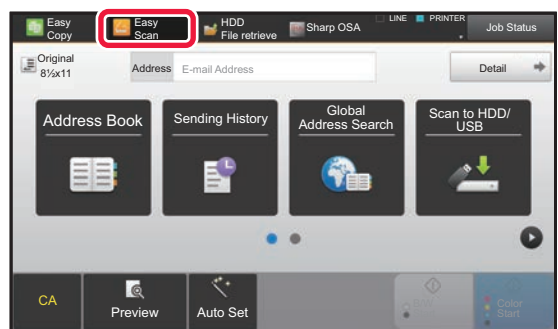 Easy
Copy
Easy
Scan
HDD
File retrieve
Sharp OSA
LINE
PRINTER
Job Status
Original
8½x11
Address
E-mail Address
Detail
Address Book
Sending History
Global
Address Search
Scan to HDD/
USB
CA
Preview
Auto Set
B/W
Start
Color
Start